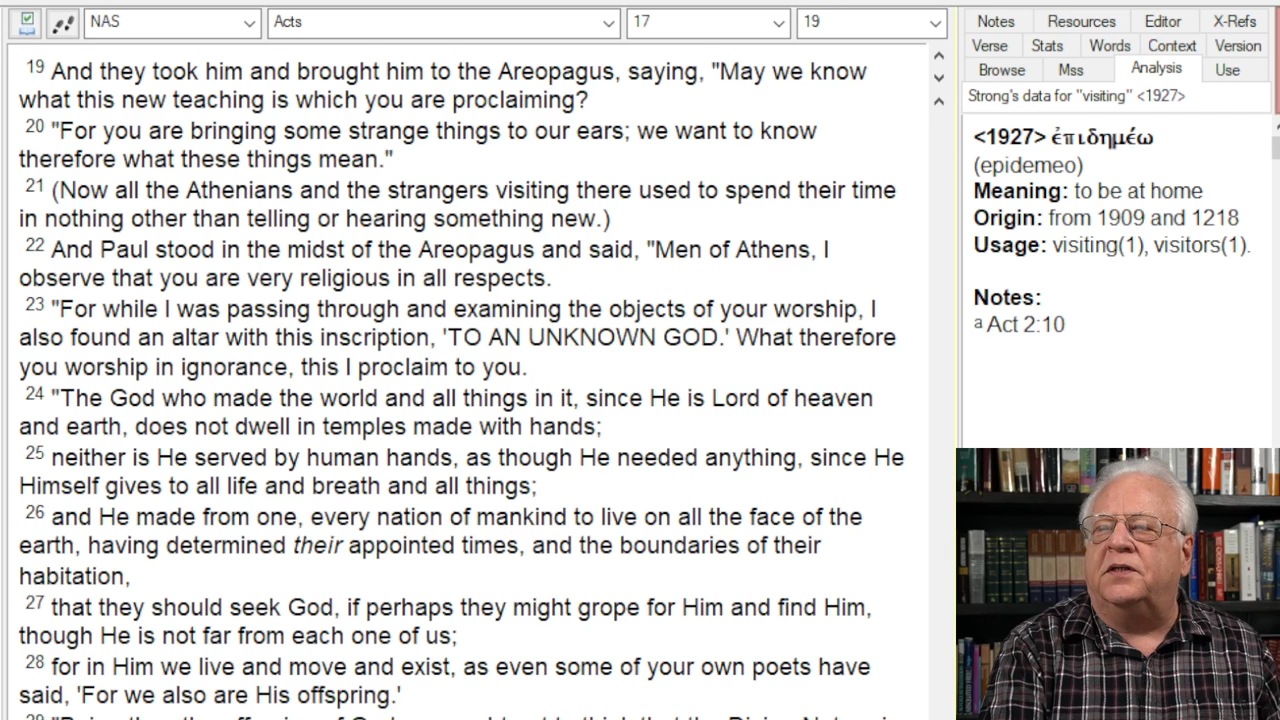 NAS Acts 17 19
19 And they took him and brought him to the Areopagus, saying, "May we know
what this new teaching is which you are proclaiming?
20 "For you are bringing some strange things to our ears; we want to know
therefore what these things mean."
21 (Now all the Athenians and the strangers visiting there used to spend their time
in nothing other than telling or hearing something new.)
22 And Paul stood in the midst of the Areopagus and said, "Men of Athens, I
observe that you are very religious in all respects.
23 "For while I was passing through and examining the objects of your worship, I
also found an altar with this inscription, 'TO AN UNKNOWN GOD.' What therefore
you worship in ignorance, this I proclaim to you.
24 "The God who made the world and all things in it, since He is Lord of heaven
and earth, does not dwell in temples made with hands;
25 neither is He served by human hands, as though He needed anything, since He
Himself gives to all life and breath and all things;
26 and He made from one, every nation of mankind to live on all the face of the
earth, having determined their appointed times, and the boundaries of their
habitation,
27 that they should seek God, if perhaps they might grope for Him and find Him,
though He is not far from each one of us;
28 for in Him we live and move and exist, as even some of your own poets have
said, 'For we also are His offspring.'
Notes Resources Editor X-Refs
Verse Stats Words Context Version
Browse Mss Analysis Use
Strong's data for "visiting" <1927>
<1927> ἐπιδημέω
(epidemeo)
Meaning: to be at home
Origin: from 1909 and 1218
Usage: visiting(1), visitors(1).
Notes:
a Act 2:10